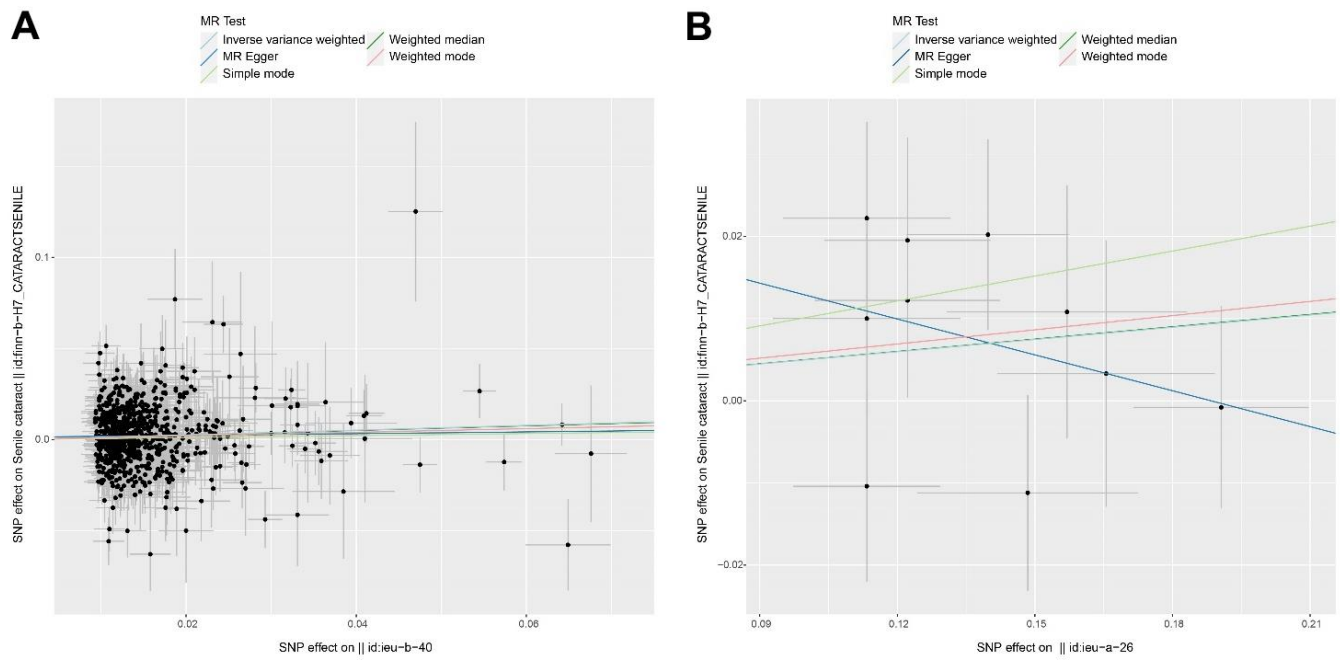 A
MR Test
Inverse variance weighted
Weighted median
MR Egger
Weighted mode
Simple mode
SNP effect on Senile cataract || id:finn−b−H7_CATARACTSENILE
0.1
0.0
0.02
0.04
0.06
SNP effect on || id:ieu−b−40
B
MR Test
Inverse variance weighted
Weighted median
MR Egger
Weighted mode
Simple mode
SNP effect on Senile cataract || id:finn−b−H7_CATARACTSENILE
0.02
0.00
−0.02
0.09
0.12
0.15
0.18
0.21
SNP effect on || id:ieu−a−26